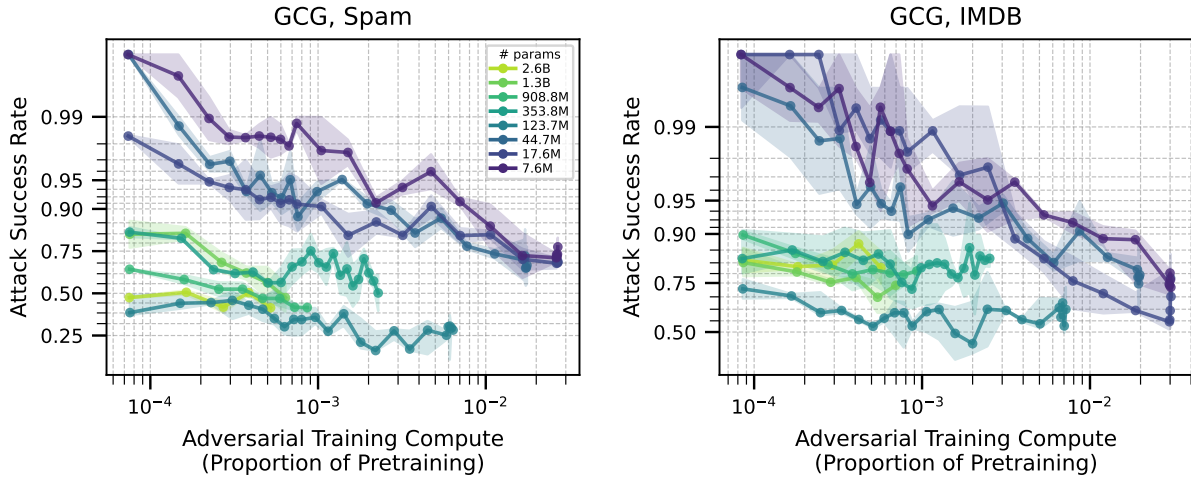 GCG, Spam
Attack Success Rate
0.99
0.95
0.90
0.75
0.50
0.25
# params
2.6B
1.3B
908.8M
353.8M
123.7M
44.7M
17.6M
7.6M
10⁻⁴
10⁻³
10⁻²
Adversarial Training Compute
(Proportion of Pretraining)
GCG, IMDB
Attack Success Rate
0.99
0.95
0.90
0.75
0.50
10⁻⁴
10⁻³
10⁻²
Adversarial Training Compute
(Proportion of Pretraining)